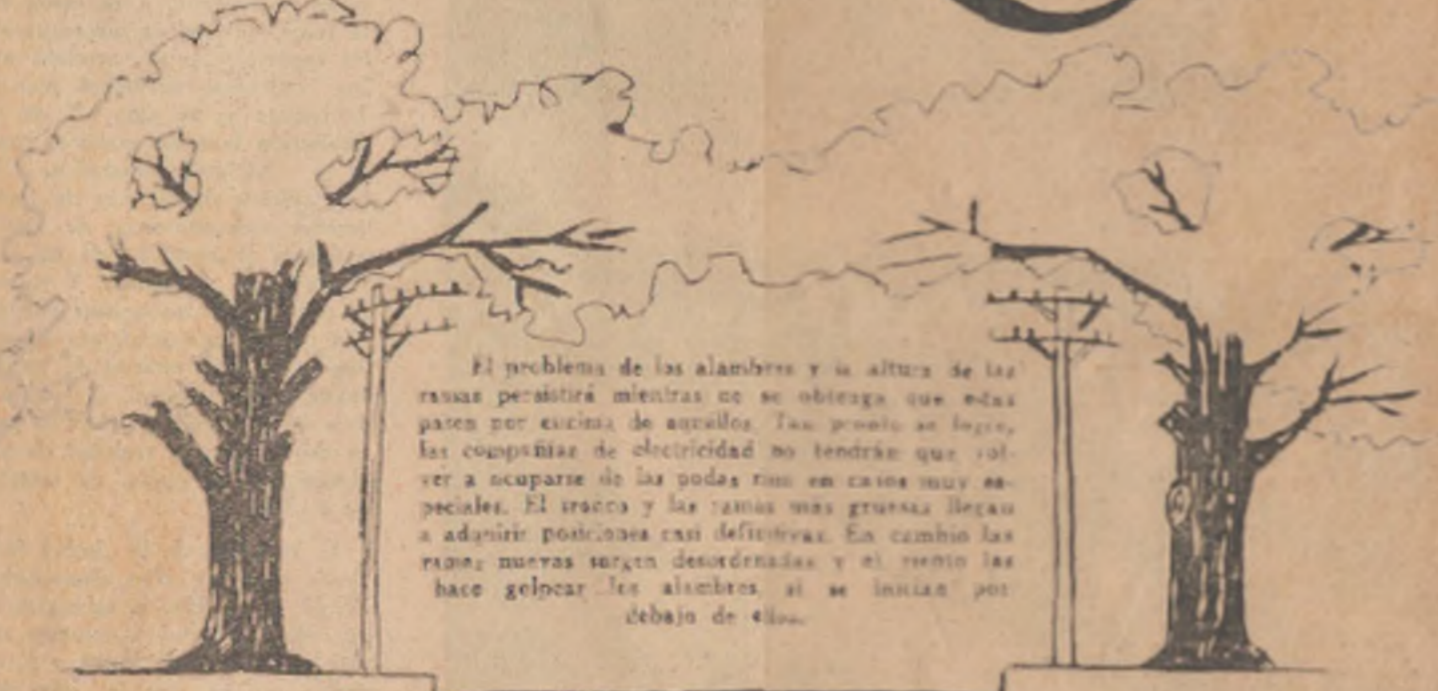 El problema de los alambres y la altura de las
ramas persistirá mientras no se obtenga que estas
pasen por encima de aquéllos. Tan pronto se logre,
las compañías de electricidad no tendrán que vol-
ver a ocuparse de las podas sino en casos muy es-
peciales. El tronco y las ramas más gruesas llegan
a adquirir posiciones casi definitivas. En cambio las
ramas nuevas surgen desordenadas y el viento las
hace golpear los alambres si se inician por
debajo de ellos.